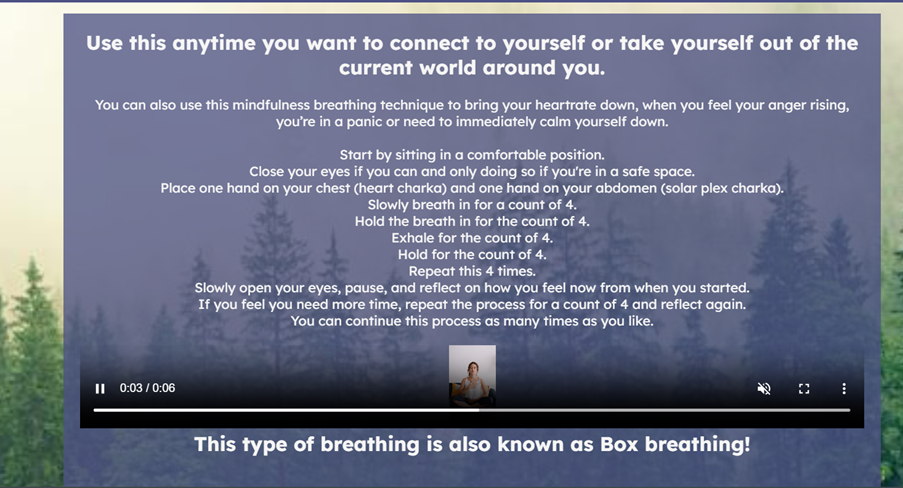 Use this anytime you want to connect to yourself or take yourself out of the
current world around you.
You can also use this mindfulness breathing technique to bring your heartrate down, when you feel your anger rising,
you're in a panic or need to immediately calm yourself down.
Start by sitting in a comfortable position.
Close your eyes if you can and only doing so if you're in a safe space.
Place one hand on your chest (heart charka) and one hand on your abdomen (solar plex charka).
Slowly breath in for a count of 4.
Hold the breath in for the count of 4.
Exhale for the count of 4.
Hold for the count of 4.
Repeat this 4 times.
Slowly open your eyes, pause, and reflect on how you feel now from when you started.
If you feel you need more time, repeat the process for a count of 4 and reflect again.
You can continue this process as many times as you like.
0:03 / 0:06
This type of breathing is also known as Box breathing!